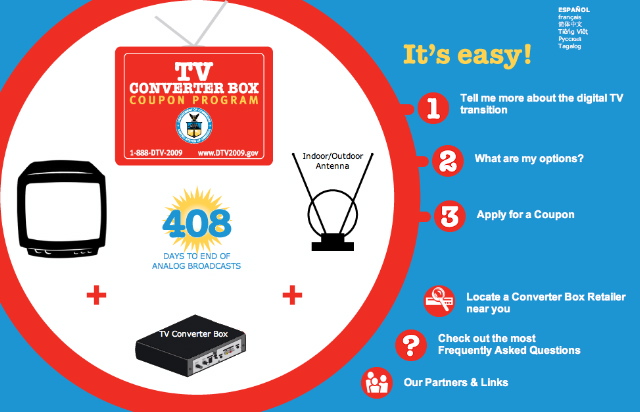 ESPAÑOL
français
简体中文
Tiếng Việt
Русский
Tagalog
It's easy!
TV
CONVERTER BOX
COUPON PROGRAM
1-888-DTV-2009 www.DTV2009.gov
1 Tell me more about the digital TV
transition
2 What are my options?
3 Apply for a Coupon
Indoor/Outdoor
Antenna
408
DAYS TO END OF
ANALOG BROADCASTS
+ +
TV Converter Box
Locate a Converter Box Retailer
near you
? Check out the most
Frequently Asked Questions
Our Partners & Links